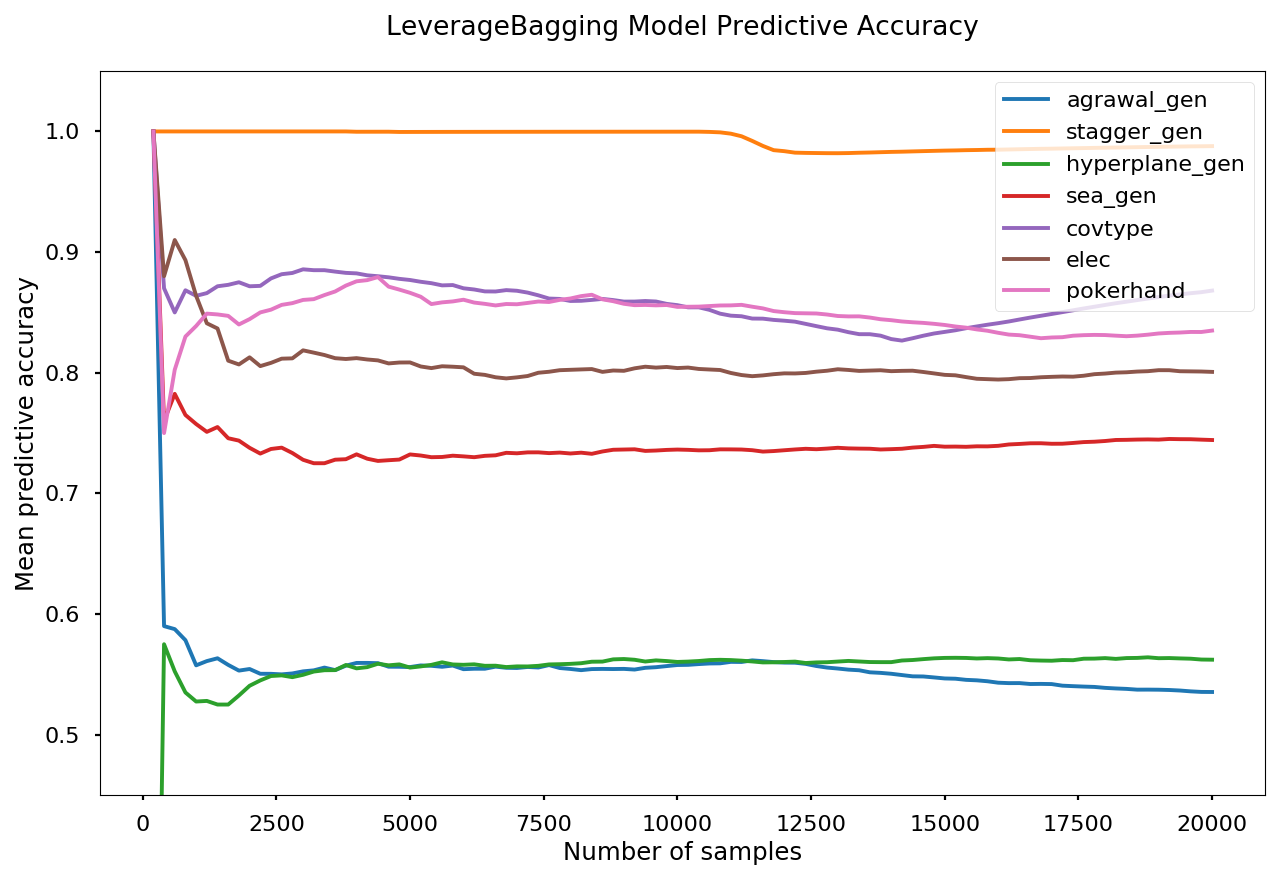 LeverageBagging Model Predictive Accuracy
Mean predictive accuracy
1.0
0.9
0.8
0.7
0.6
0.5
agrawal_gen
stagger_gen
hyperplane_gen
sea_gen
covtype
elec
pokerhand
0 2500 5000 7500 10000 12500 15000 17500 20000
Number of samples